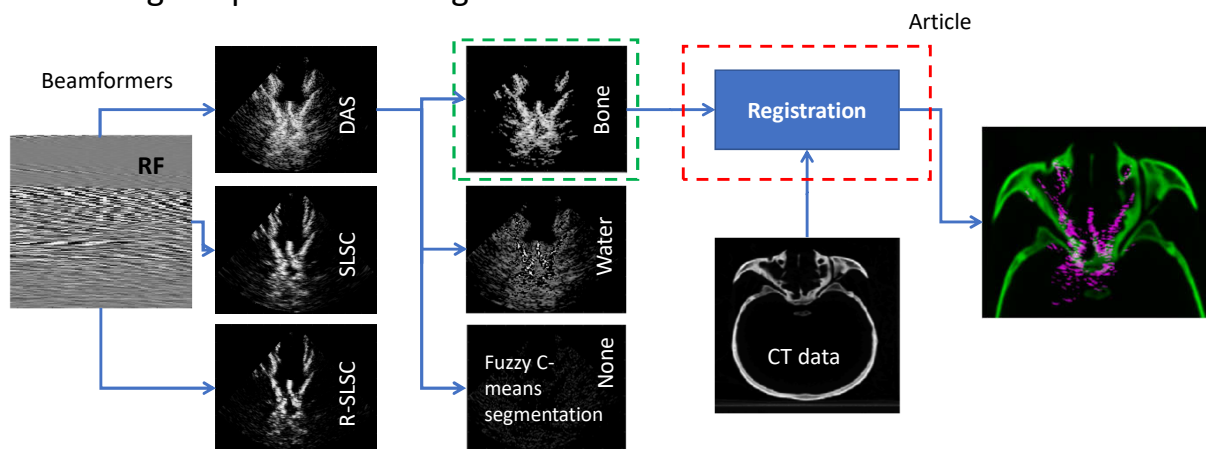 Article
Beamformers
RF
DAS
SLSC
R-SLSC
Bone
Water
None
Fuzzy C-
means
segmentation
Registration
CT data